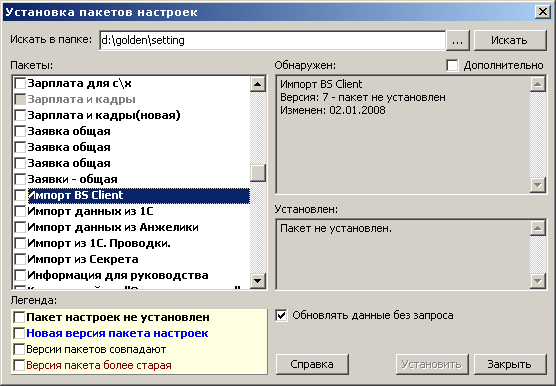 Установка пакетов настроек
Искать в папке: d:\golden\setting ... Искать
Пакеты:
Зарплата для с\х
Зарплата и кадры
Зарплата и кадры(новая)
Заявка общая
Заявка общая
Заявка общая
Заявки - общая
Импорт BS Client
Импорт данных из 1С
Импорт данных из Анжелики
Импорт из 1С. Проводки.
Импорт из Секрета
Информация для руководства
Обнаружен: Дополнительно
Импорт BS Client
Версия: 7 - пакет не установлен
Изменен: 02.01.2008
Установлен:
Пакет не установлен.
Легенда:
Пакет настроек не установлен
Новая версия пакета настроек
Версии пакетов совпадают
Версия пакета более старая
Обновлять данные без запроса
Справка Установить Закрыть